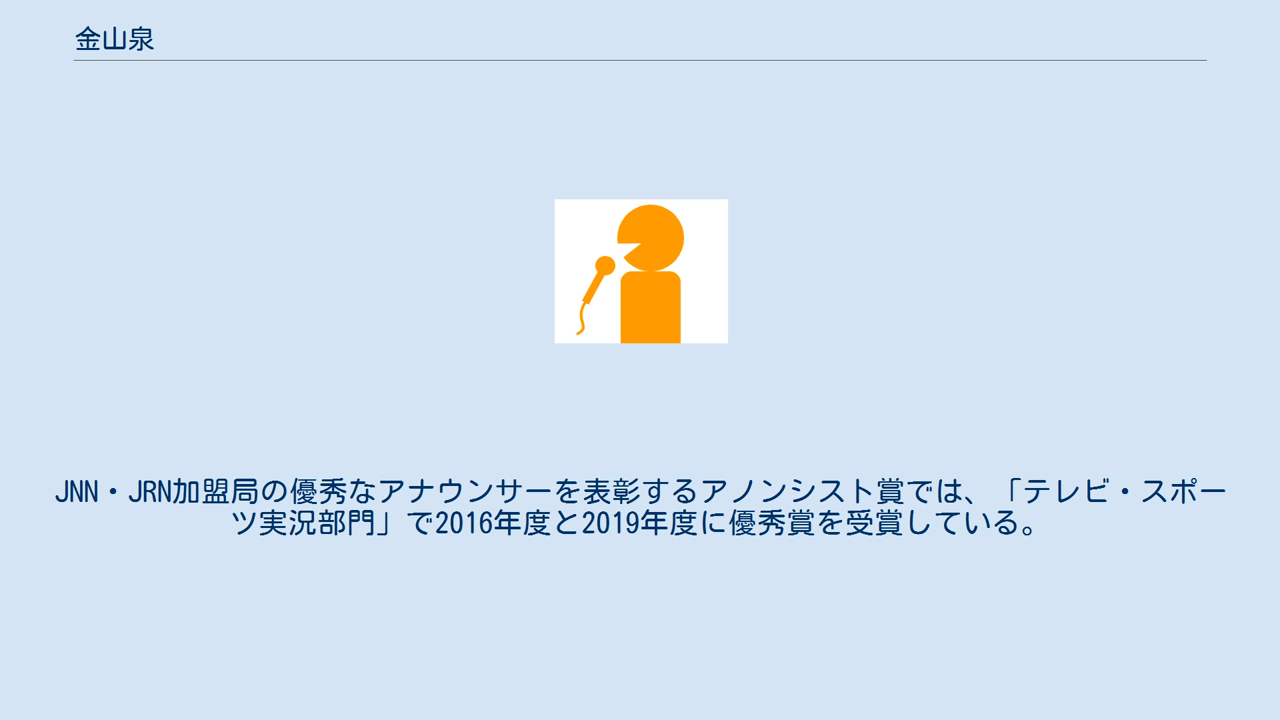 金山泉
JNN・JRN加盟局の優秀なアナウンサーを表彰するアノンシスト賞では、「テレビ・スポー
ツ実況部門」で2016年度と2019年度に優秀賞を受賞している。